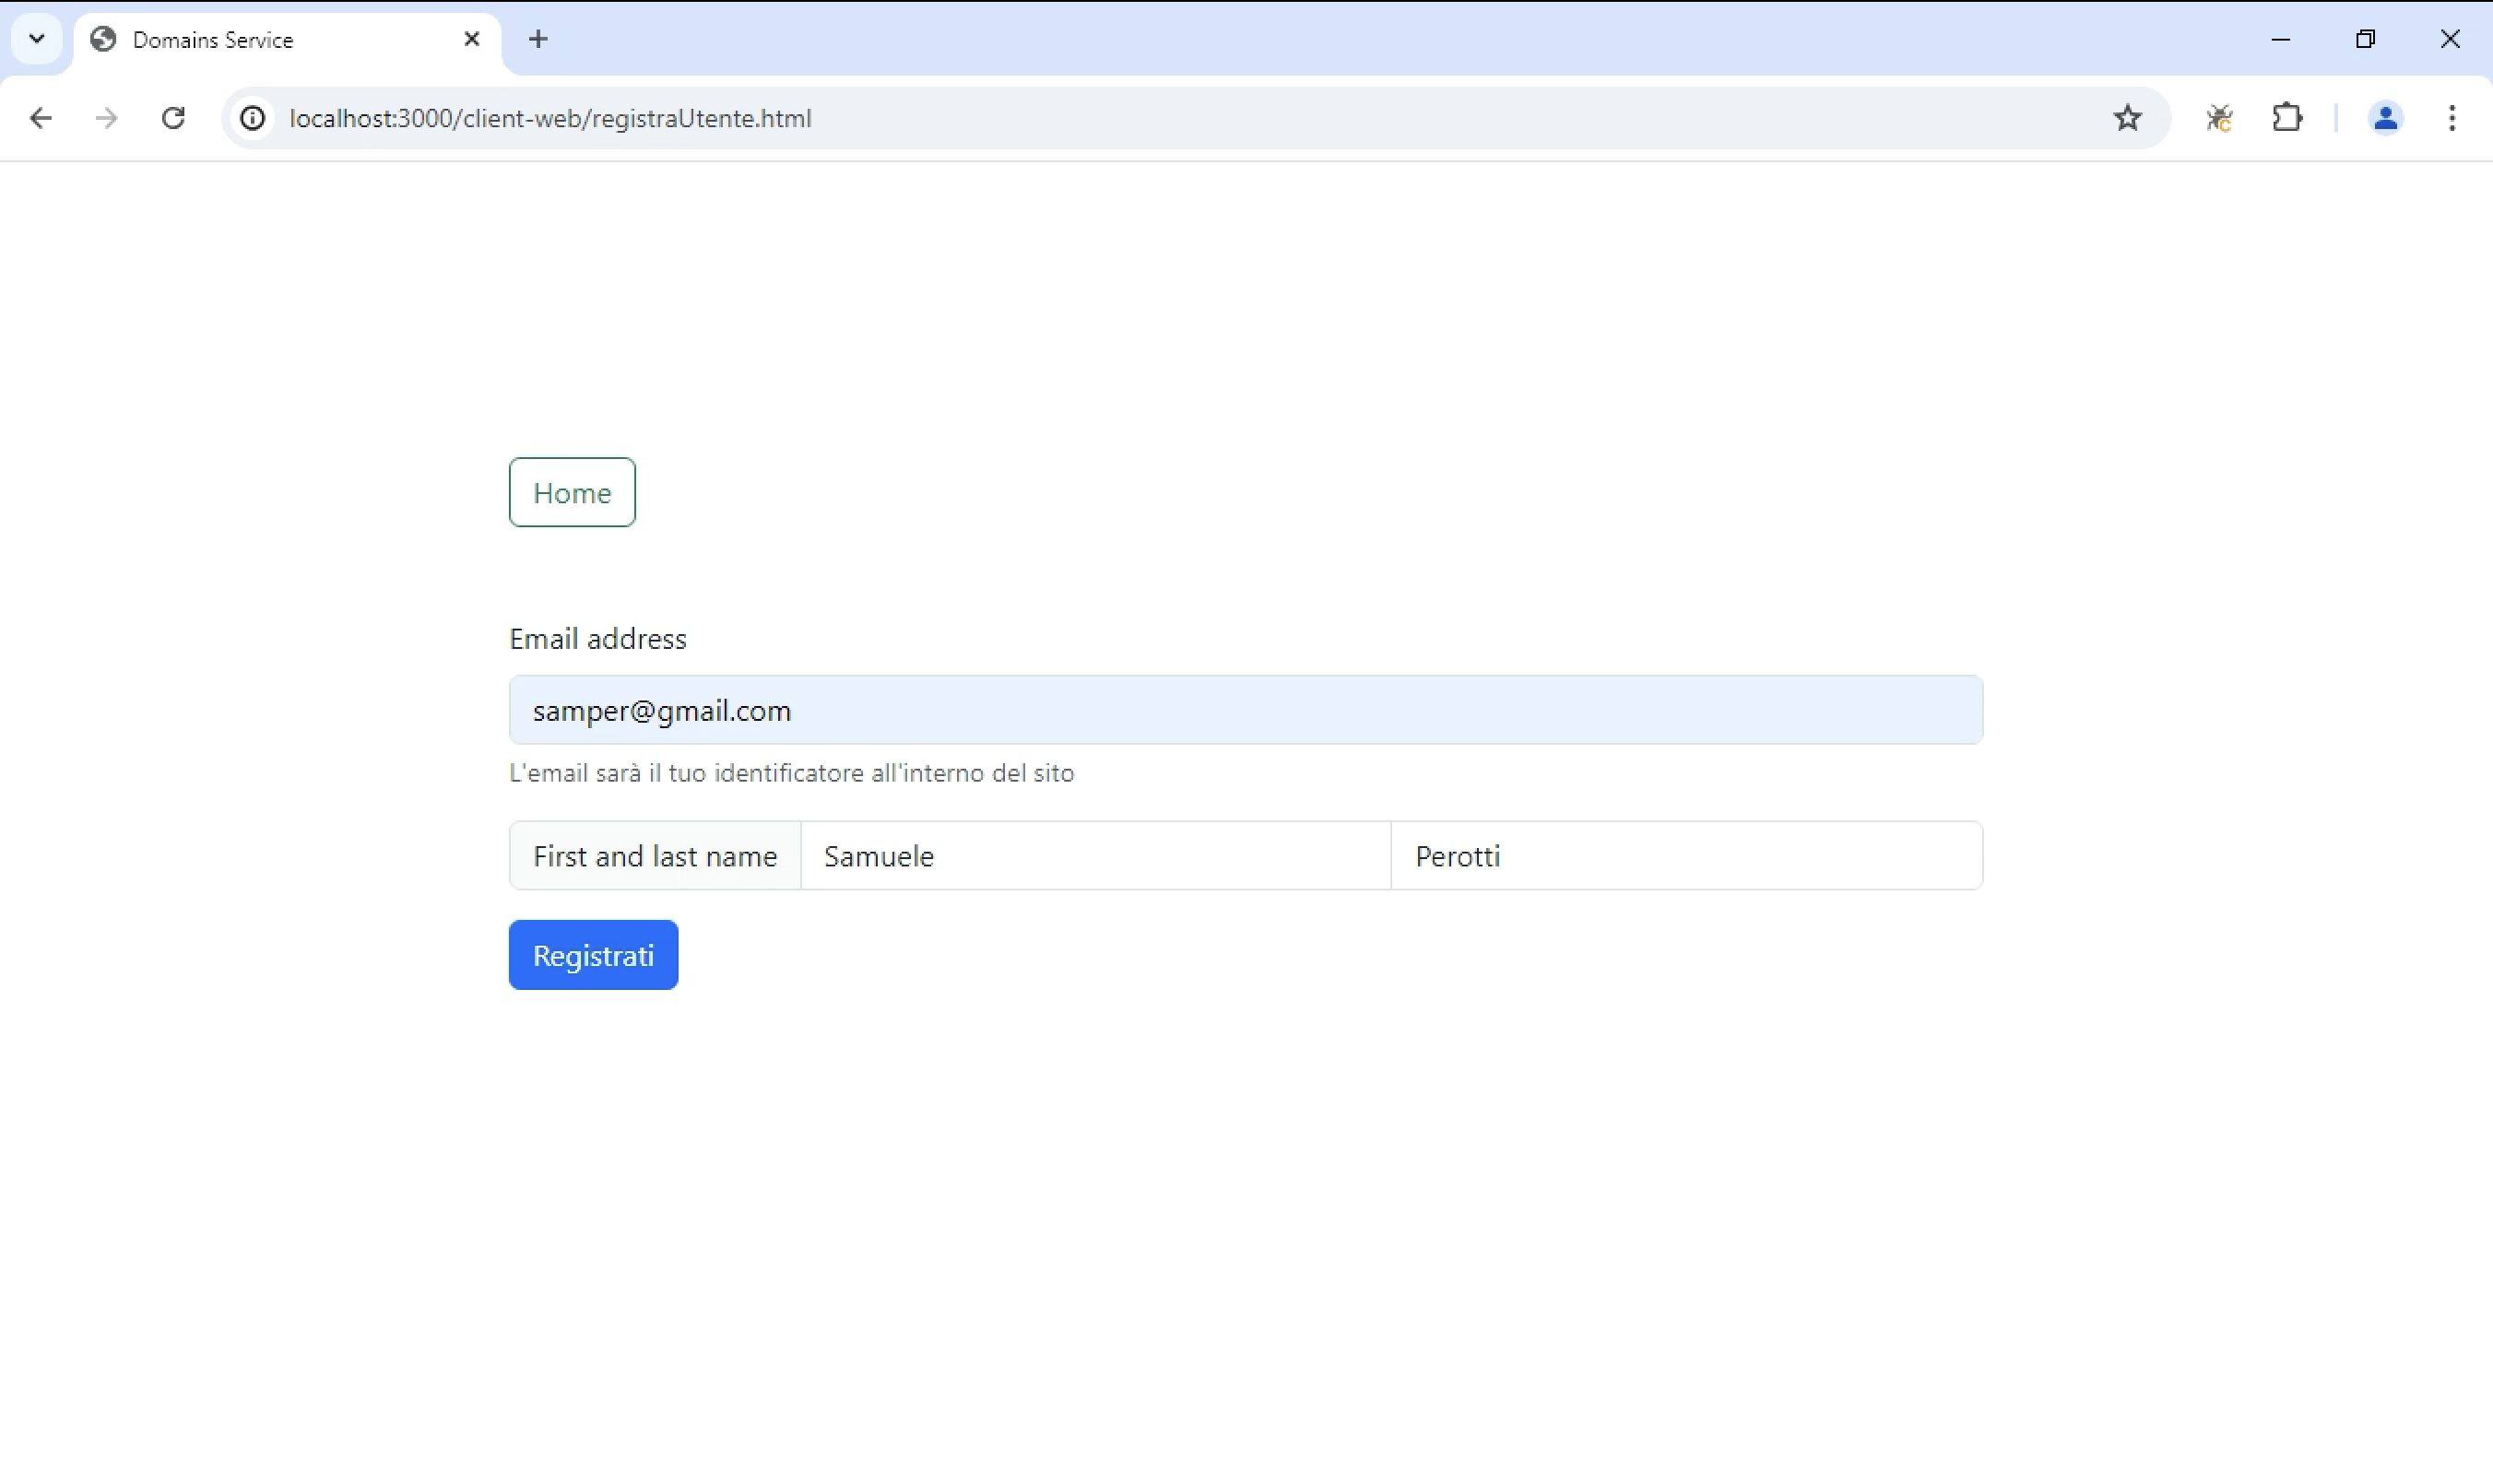 Domains Service
localhost:3000/client-web/registraUtente.html
Home
Email address
samper@gmail.com
L'email sarà il tuo identificatore all'interno del sito
First and last name Samuele Perotti
Registrati